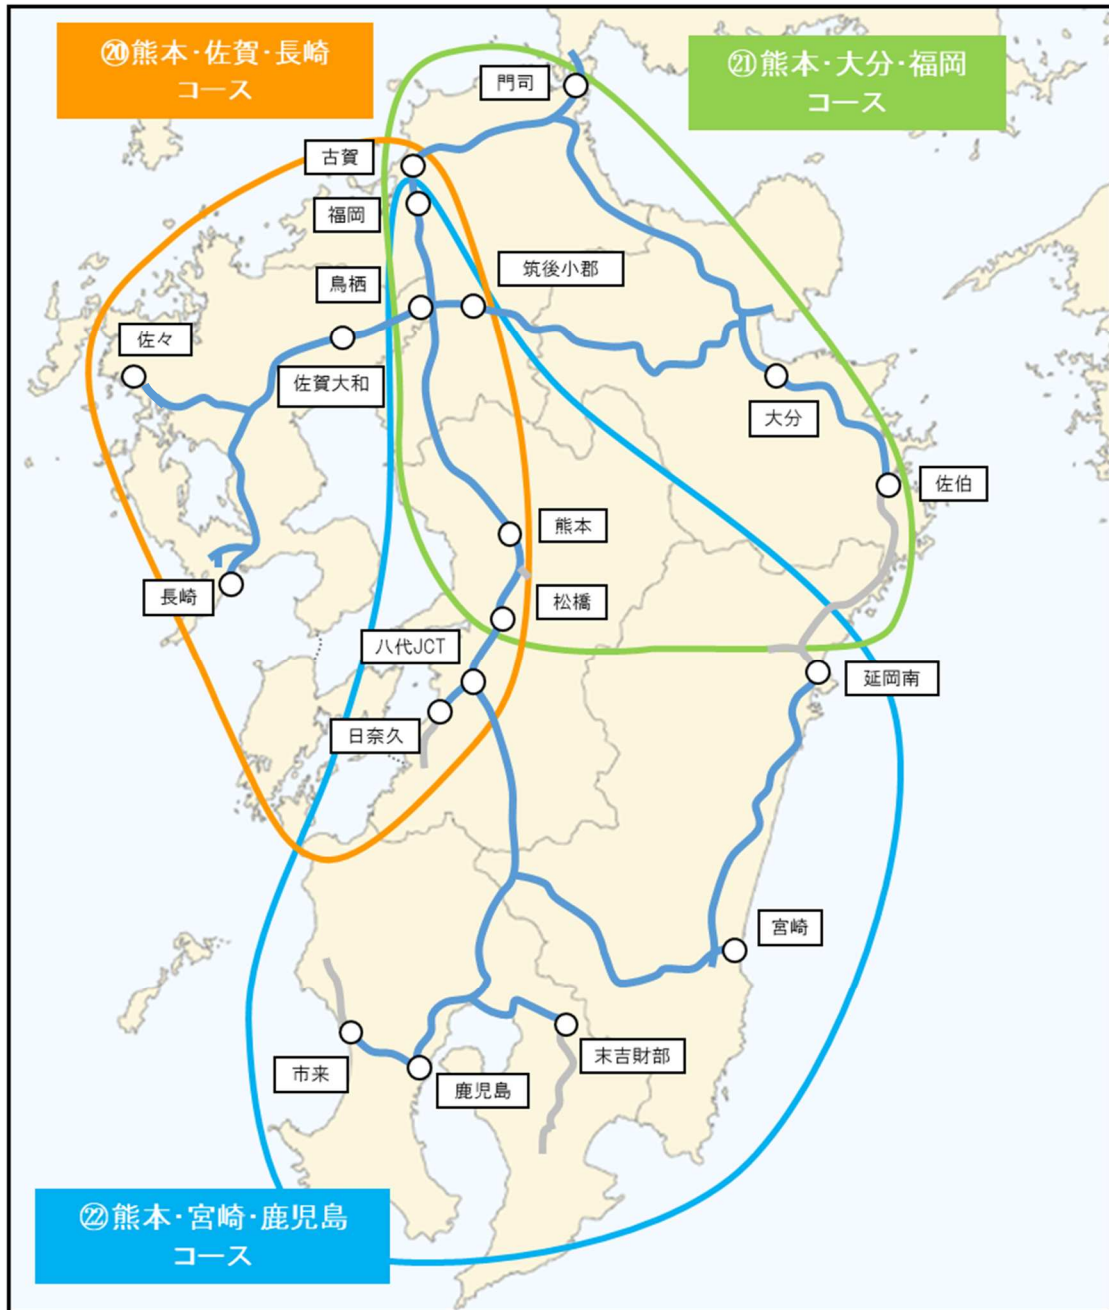 ⑳熊本・佐賀・長崎
コース
㉑熊本・大分・福岡
コース
門司
古賀
福岡
筑後小郡
鳥栖
佐々
佐賀大和
大分
佐伯
熊本
長崎
松橋
八代JCT
延岡南
日奈久
宮崎
末吉財部
市来
鹿児島
㉒熊本・宮崎・鹿児島
コース